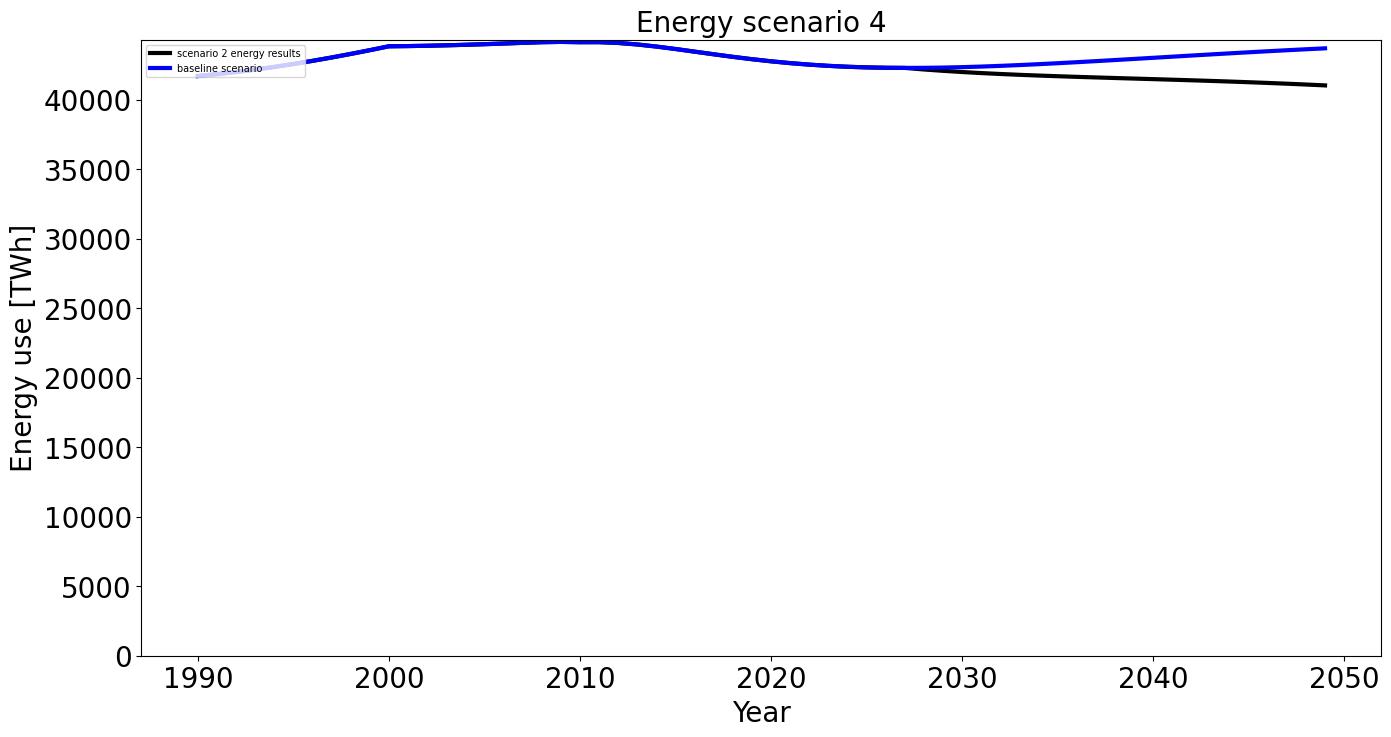 Energy scenario 4
scenario 2 energy results
baseline scenario
40000
35000
30000
25000
20000
15000
10000
5000
0
Energy use [TWh]
1990 2000 2010 2020 2030 2040 2050
Year